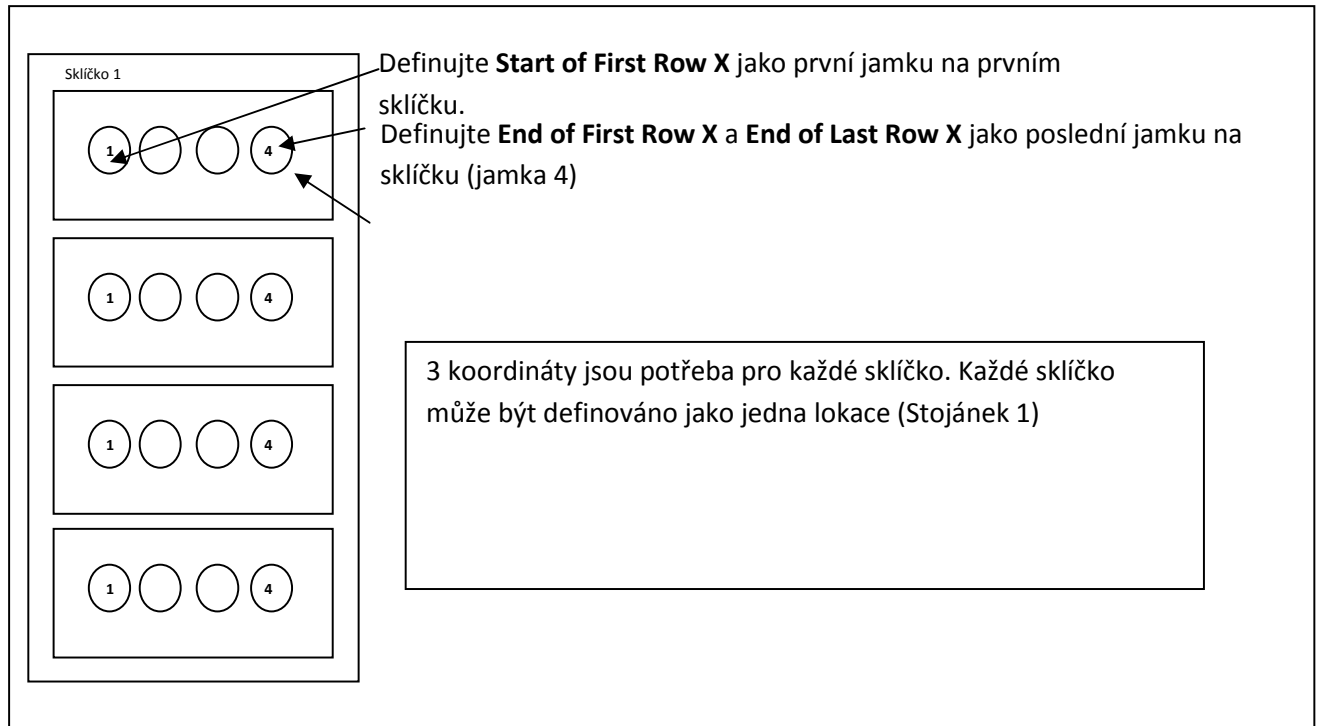 Sklíčko 1
Definujte Start of First Row X jako první jamku na prvním
sklíčku.
Definujte End of First Row X a End of Last Row X jako poslední jamku na
sklíčku (jamka 4)
1 4
1 4
3 koordináty jsou potřeba pro každé sklíčko. Každé sklíčko
může být definováno jako jedna lokace (Stojánek 1)
1 4
1 4